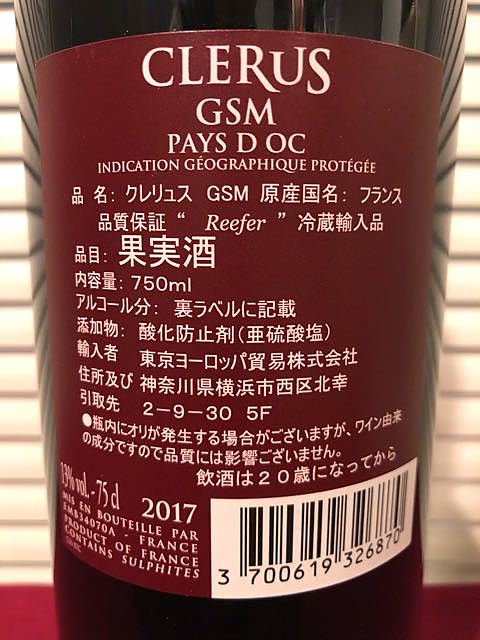 CLERUS
GSM
PAYS D OC
INDICATION GÉOGRAPHIQUE PROTÉGÉE
品 名: クレリュス GSM 原産国名: フランス
品質保証 “ Reefer ” 冷蔵輸入品
品目: 果実酒
内容量: 750ml
アルコール分: 裏ラベルに記載
添加物: 酸化防止剤(亜硫酸塩)
輸入者 東京ヨーロッパ貿易株式会社
住所及び 神奈川県横浜市西区北幸
引取先 2-9-30 5F
●瓶内にオリが発生する場合がございますが、ワイン由来
の成分ですので品質には影響ございません。
飲酒は20歳になってから
13% vol. - 75 cl 2017
MIS EN BOUTEILLE PAR
EMB24070A - FRANCE
PRODUCT OF FRANCE
CONTAINS SULPHITES
3 700619 326870